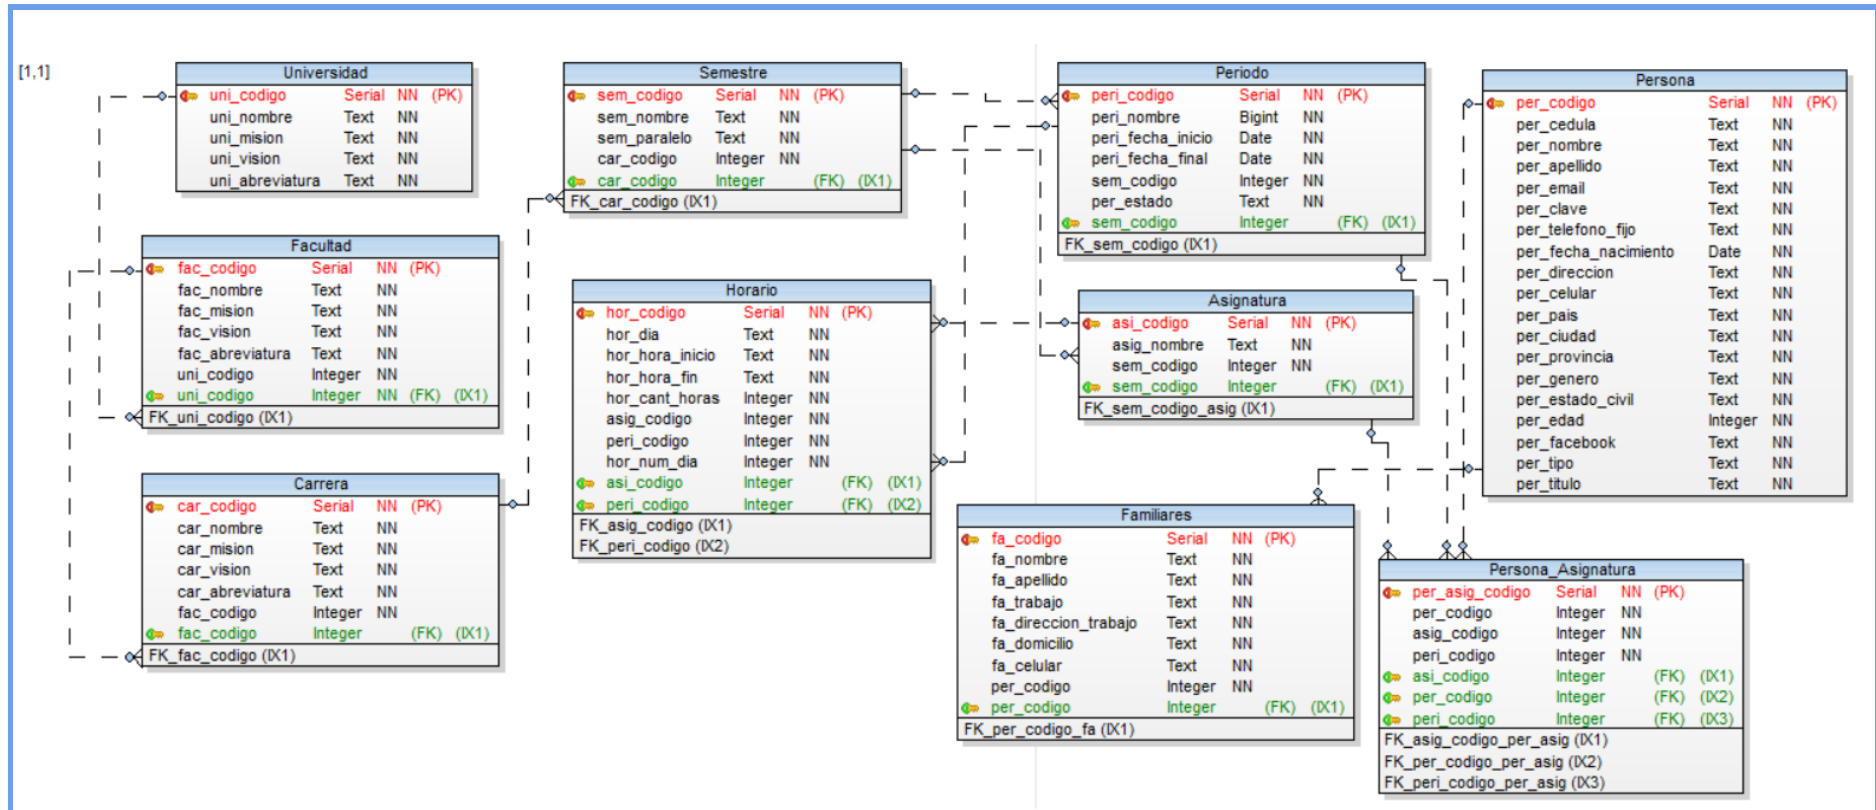 [1,1]
Universidad
uni_codigo Serial NN (PK)
uni_nombre Text NN
uni_mision Text NN
uni_vision Text NN
uni_abreviatura Text NN
Facultad
fac_codigo Serial NN (PK)
fac_nombre Text NN
fac_mision Text NN
fac_vision Text NN
fac_abreviatura Text NN
uni_codigo Integer NN
uni_codigo Integer NN (FK) (IX1)
FK_uni_codigo (IX1)
Carrera
car_codigo Serial NN (PK)
car_nombre Text NN
car_mision Text NN
car_vision Text NN
car_abreviatura Text NN
fac_codigo Integer NN
fac_codigo Integer (FK) (IX1)
FK_fac_codigo (IX1)
Semestre
sem_codigo Serial NN (PK)
sem_nombre Text NN
sem_paralelo Text NN
car_codigo Integer NN
car_codigo Integer (FK) (IX1)
FK_car_codigo (IX1)
Horario
hor_codigo Serial NN (PK)
hor_dia Text NN
hor_hora_inicio Text NN
hor_hora_fin Text NN
hor_cant_horas Integer NN
asig_codigo Integer NN
peri_codigo Integer NN
hor_num_dia Integer NN
asi_codigo Integer (FK) (IX1)
peri_codigo Integer (FK) (IX2)
FK_asig_codigo (IX1)
FK_peri_codigo (IX2)
Periodo
peri_codigo Serial NN (PK)
peri_nombre Bigint NN
peri_fecha_inicio Date NN
peri_fecha_final Date NN
sem_codigo Integer NN
per_estado Text NN
sem_codigo Integer (FK) (IX1)
FK_sem_codigo (IX1)
Asignatura
asi_codigo Serial NN (PK)
asig_nombre Text NN
sem_codigo Integer NN
sem_codigo Integer (FK) (IX1)
FK_sem_codigo_asig (IX1)
Familiares
fa_codigo Serial NN (PK)
fa_nombre Text NN
fa_apellido Text NN
fa_trabajo Text NN
fa_direccion_trabajo Text NN
fa_domicilio Text NN
fa_celular Text NN
per_codigo Integer NN
per_codigo Integer (FK) (IX1)
FK_per_codigo_fa (IX1)
Persona
per_codigo Serial NN (PK)
per_cedula Text NN
per_nombre Text NN
per_apellido Text NN
per_email Text NN
per_clave Text NN
per_telefono_fijo Text NN
per_fecha_nacimiento Date NN
per_direccion Text NN
per_celular Text NN
per_pais Text NN
per_ciudad Text NN
per_provincia Text NN
per_genero Text NN
per_estado_civil Text NN
per_edad Integer NN
per_facebook Text NN
per_tipo Text NN
per_titulo Text NN
Persona_Asignatura
per_asig_codigo Serial NN (PK)
per_codigo Integer NN
asig_codigo Integer NN
peri_codigo Integer NN
asi_codigo Integer (FK) (IX1)
per_codigo Integer (FK) (IX2)
peri_codigo Integer (FK) (IX3)
FK_asig_codigo_per_asig (IX1)
FK_per_codigo_per_asig (IX2)
FK_peri_codigo_per_asig (IX3)